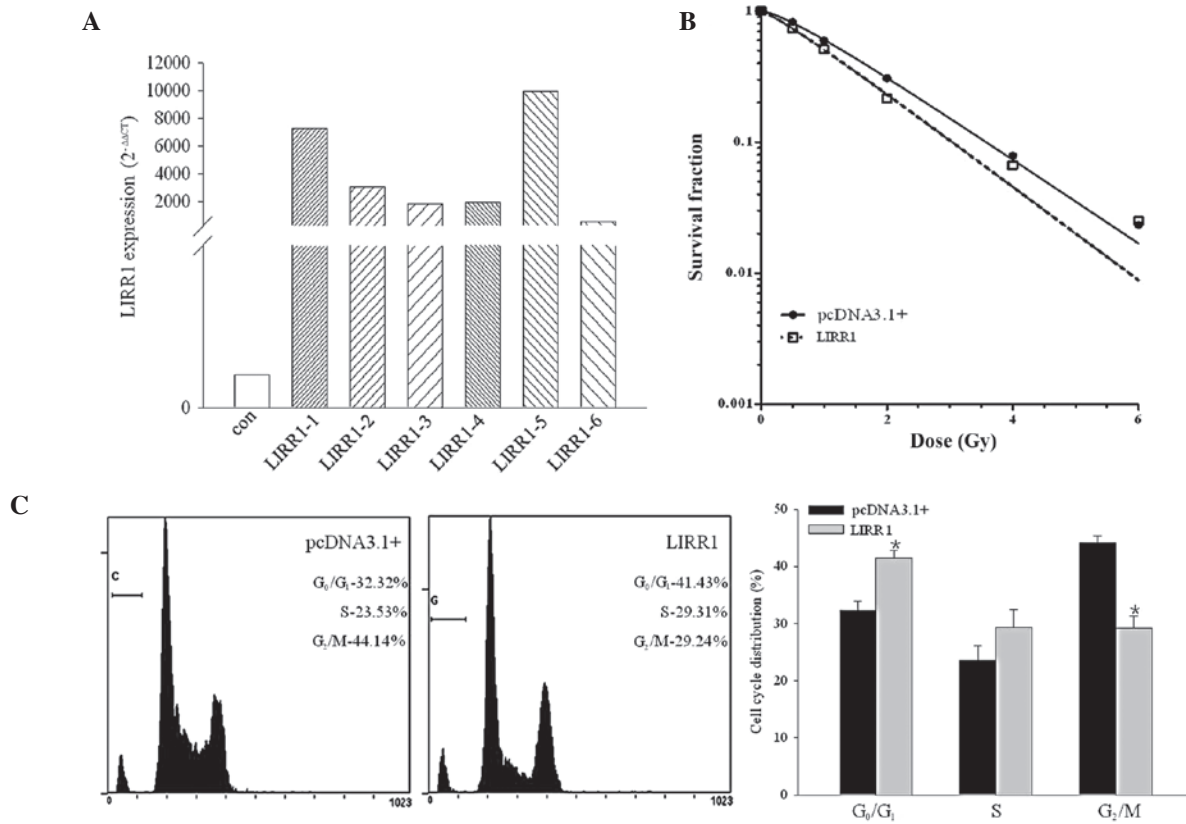 A
LIRR1 expression (2^-ΔΔCT)
12000
10000
8000
6000
4000
2000
0
con
LIRR1-1
LIRR1-2
LIRR1-3
LIRR1-4
LIRR1-5
LIRR1-6
B
Survival fraction
1
0.1
0.01
0.001
pcDNA3.1+
LIRR1
0
2
4
6
Dose (Gy)
C
pcDNA3.1+
G₀/G₁-32.32%
S-23.53%
G₂/M-44.14%
C
0
1023
LIRR1
G₀/G₁-41.43%
S-29.31%
G₂/M-29.24%
G
0
1023
Cell cycle distribution (%)
50
40
30
20
10
0
pcDNA3.1+
LIRR1
*
*
G₀/G₁
S
G₂/M